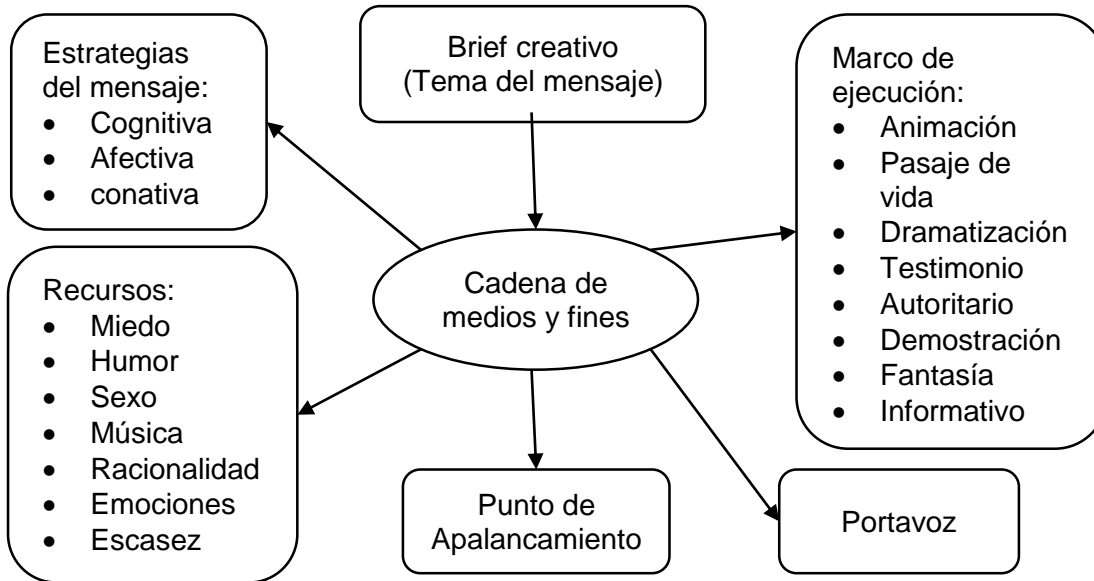 Estrategias
del mensaje:
• Cognitiva
• Afectiva
• conativa
Brief creativo
(Tema del mensaje)
Marco de
ejecución:
• Animación
• Pasaje de
vida
• Dramatización
• Testimonio
• Autoritario
• Demostración
• Fantasía
• Informativo
Cadena de
medios y fines
Recursos:
• Miedo
• Humor
• Sexo
• Música
• Racionalidad
• Emociones
• Escasez
Punto de
Apalancamiento
Portavoz